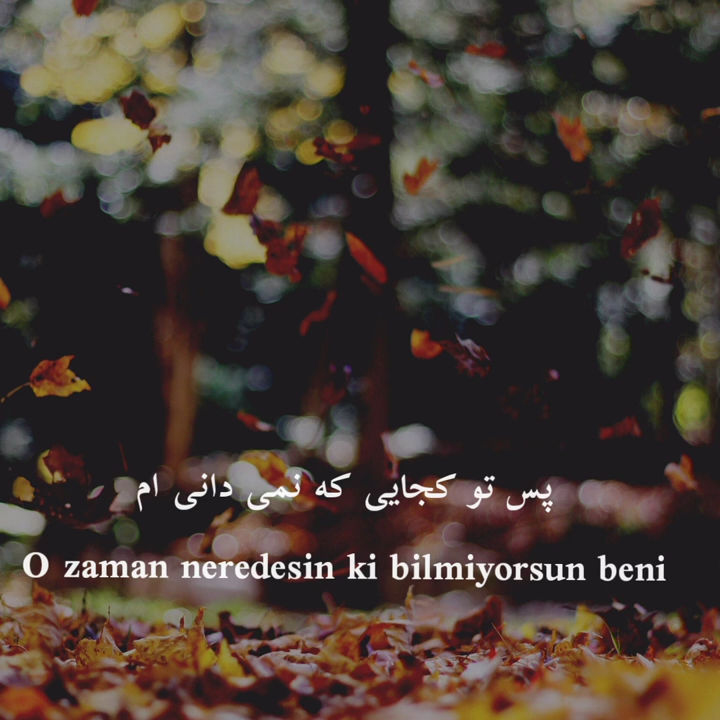 پس تو کجایی که نمی دانی ام
O zaman neredesin ki bilmiyorsun beni